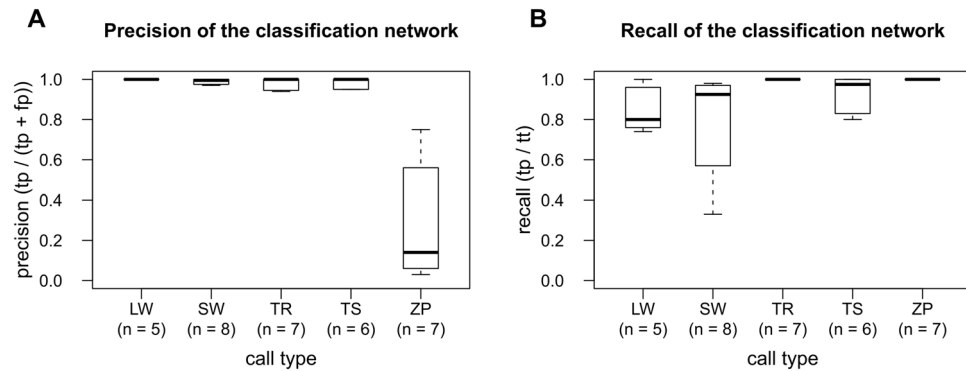 A
Precision of the classification network
precision (tp / (tp + fp))
1.0
0.8
0.6
0.4
0.2
0.0
LW SW TR TS ZP
(n = 5) (n = 8) (n = 7) (n = 6) (n = 7)
call type
B
Recall of the classification network
recall (tp / tt)
1.0
0.8
0.6
0.4
0.2
0.0
LW SW TR TS ZP
(n = 5) (n = 8) (n = 7) (n = 6) (n = 7)
call type